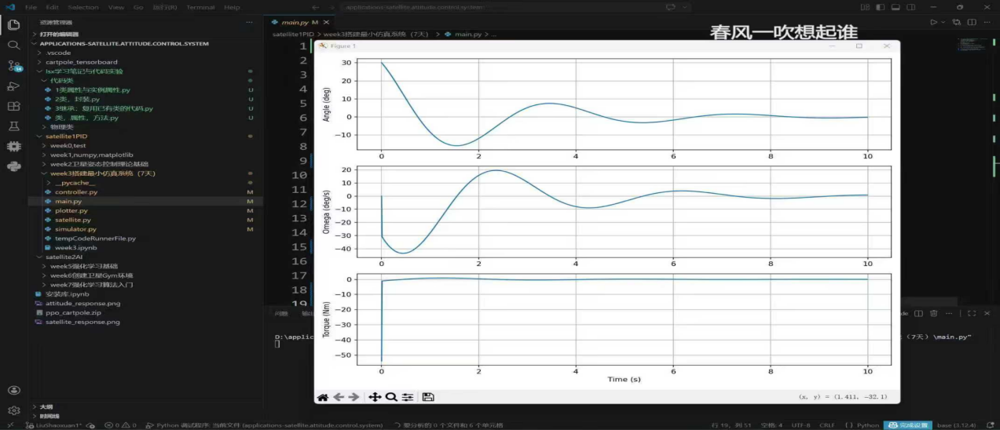 File Edit Selection View Go 运行(R) Terminal Help
applications-satellite.attitude.control.system
资源管理器
打开的编辑器
APPLICATIONS-SATELLITE.ATTITUDE.CONTROL.SYSTEM
.vscode
cartpole_tensorboard
lsx学习笔记与代码实验
代码类
1类属性与实例属性.py U
2类，封装.py U
3继承：复用已有类的代码.py U
类，属性，方法.py U
物理类
satellite1PID
week0,test
week1,numpy,matplotlib
week2卫星姿态控制理论基础
week3搭建最小仿真系统（7天）
__pycache__
controller.py M
main.py M
plotter.py M
satellite.py M
simulator.py M
tempCodeRunnerFile.py
week3.ipynb
satellite2AI
week5强化学习基础
week6创建卫星Gym环境
week7强化学习算法入门
安装库.ipynb
attitude_response.png
ppo_cartpole.zip
satellite_response.png
大纲
时间线
main.py M
satellite1PID > week3搭建最小仿真系统（7天） > main.py > ...
春风一吹想起谁
1
2
3
4
5
6
7
8
9
10
11
12
13
14
15
16
17
18
19
Figure 1
Angle (deg)
30
20
10
0
−10
0 2 4 6 8 10
Omega (deg/s)
20
10
0
−10
−20
−30
−40
0 2 4 6 8 10
Torque (Nm)
0
−10
−20
−30
−40
−50
0 2 4 6 8 10
Time (s)
(x, y) = (1.411, −32.1)
问题
D:\applic
（7天）\main.py"
LiuShaoxuan1* 0 0 Python 调试程序: 当前文件 (applications-satellite.attitude.control.system) 要分析的 0 个文件和 6 个单元格 行 19，列 51 空格: 4 UTF-8 CRLF Python 完成设置 base (3.12.4)